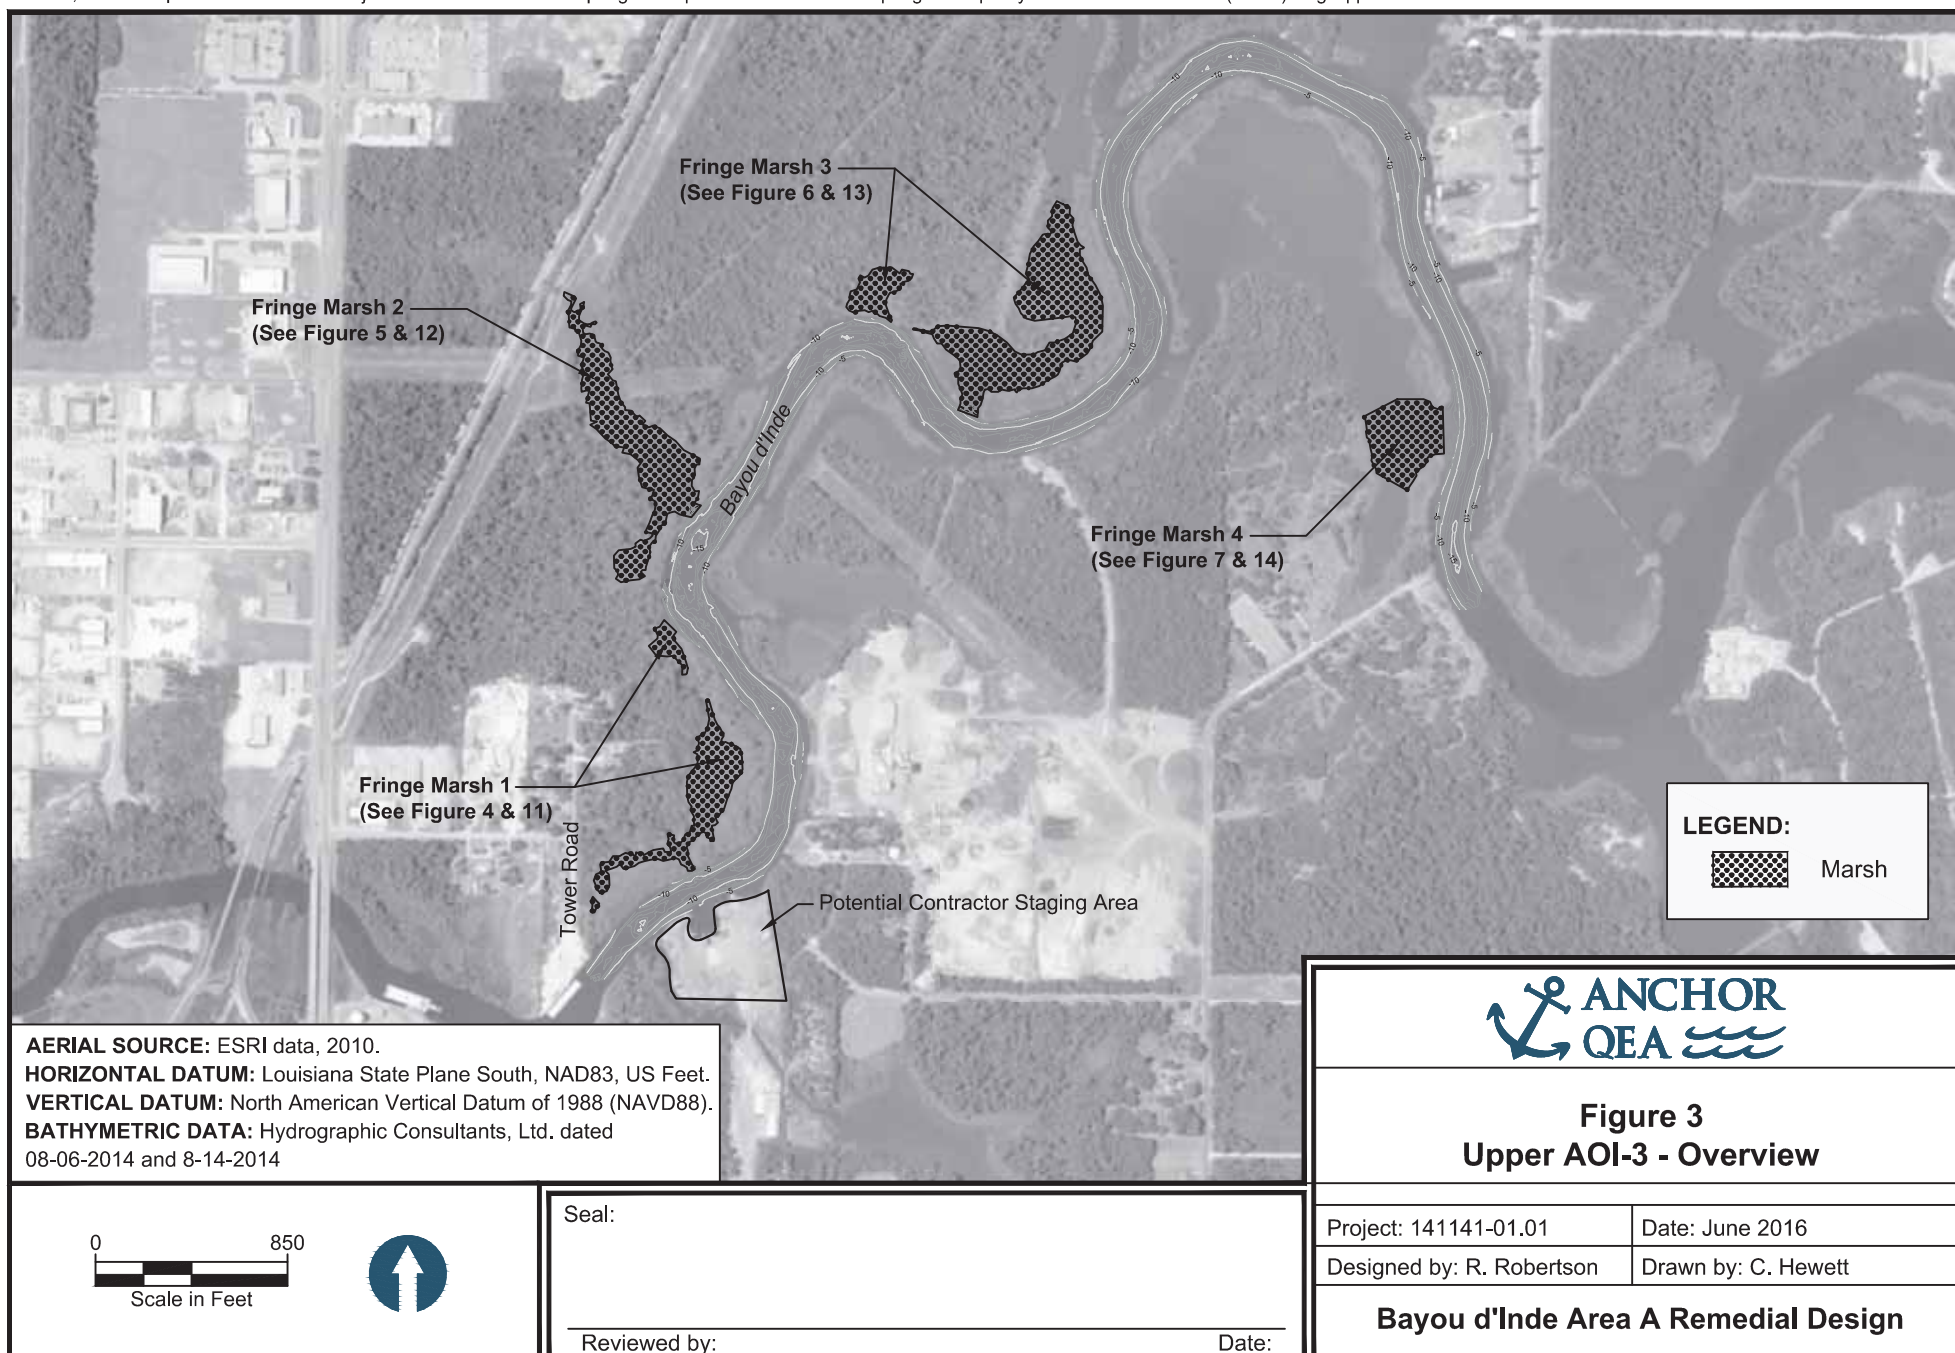 Fringe Marsh 3
(See Figure 6 & 13)
Fringe Marsh 2
(See Figure 5 & 12)
Bayou d'Inde
Fringe Marsh 4
(See Figure 7 & 14)
Fringe Marsh 1
(See Figure 4 & 11)
Tower Road
Potential Contractor Staging Area
LEGEND:
Marsh
AERIAL SOURCE: ESRI data, 2010.
HORIZONTAL DATUM: Louisiana State Plane South, NAD83, US Feet.
VERTICAL DATUM: North American Vertical Datum of 1988 (NAVD88).
BATHYMETRIC DATA: Hydrographic Consultants, Ltd. dated
08-06-2014 and 8-14-2014
0 850
Scale in Feet
Seal:
Reviewed by: Date:
ANCHOR
QEA
Figure 3
Upper AOI-3 - Overview
Project: 141141-01.01 Date: June 2016
Designed by: R. Robertson Drawn by: C. Hewett
Bayou d'Inde Area A Remedial Design